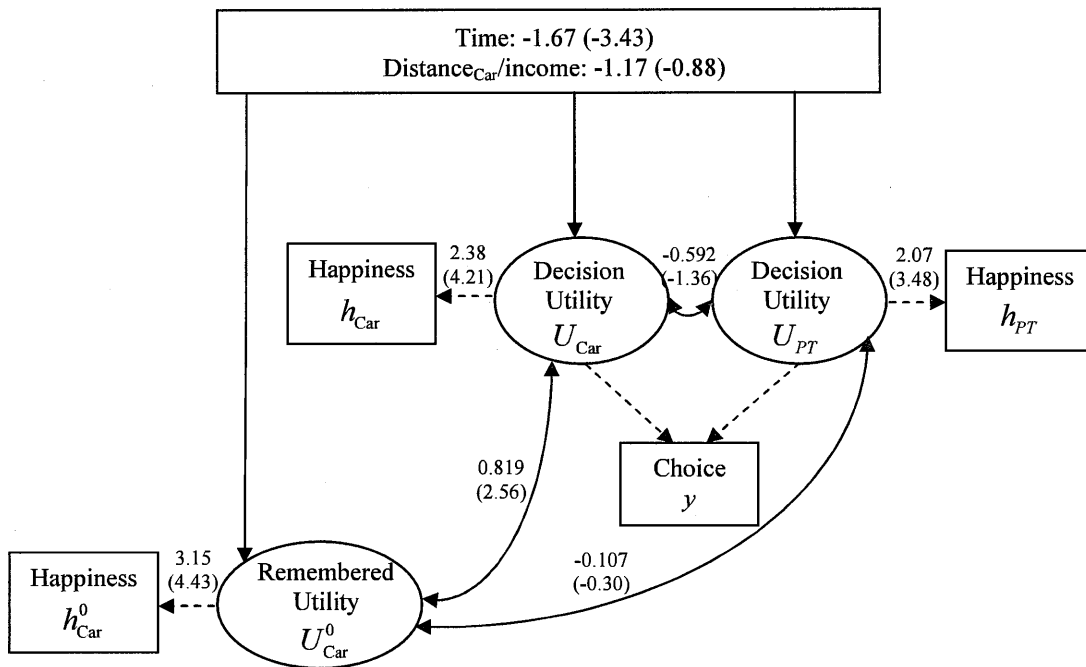 Time: -1.67 (-3.43)
Distance_Car/income: -1.17 (-0.88)
2.38
(4.21)
-0.592
(-1.36)
2.07
(3.48)
Happiness
h_Car
Decision
Utility
U_Car
Decision
Utility
U_PT
Happiness
h_PT
0.819
(2.56)
Choice
y
-0.107
(-0.30)
3.15
(4.43)
Happiness
h^0_Car
Remembered
Utility
U^0_Car